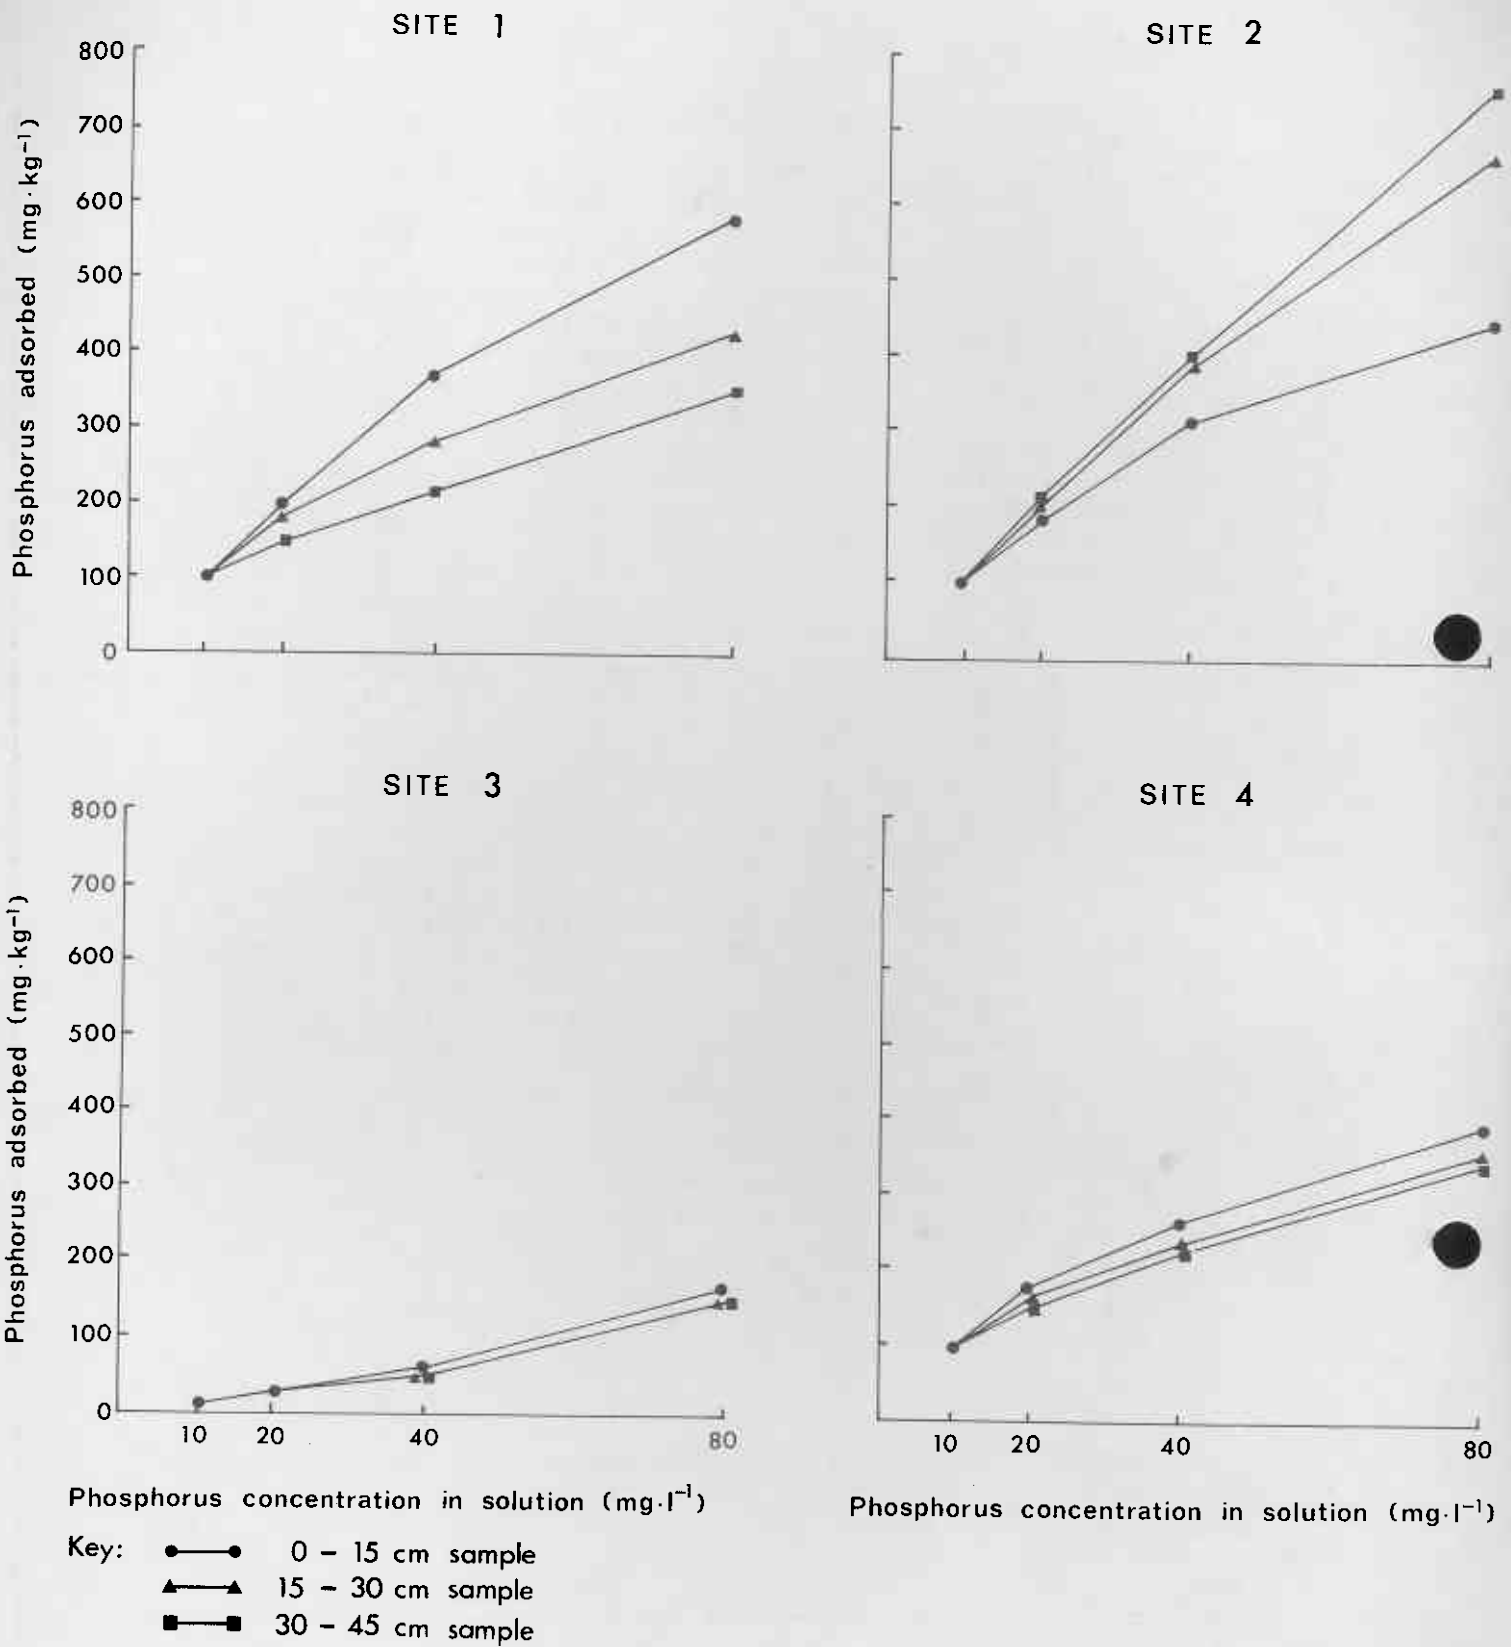 SITE 1
SITE 2
800
700
600
500
400
300
200
100
0
Phosphorus adsorbed (mg·kg⁻¹)
SITE 3
SITE 4
800
700
600
500
400
300
200
100
0
Phosphorus adsorbed (mg·kg⁻¹)
10 20 40 80
10 20 40 80
Phosphorus concentration in solution (mg·l⁻¹)
Phosphorus concentration in solution (mg·l⁻¹)
Key:
0 – 15 cm sample
15 – 30 cm sample
30 – 45 cm sample